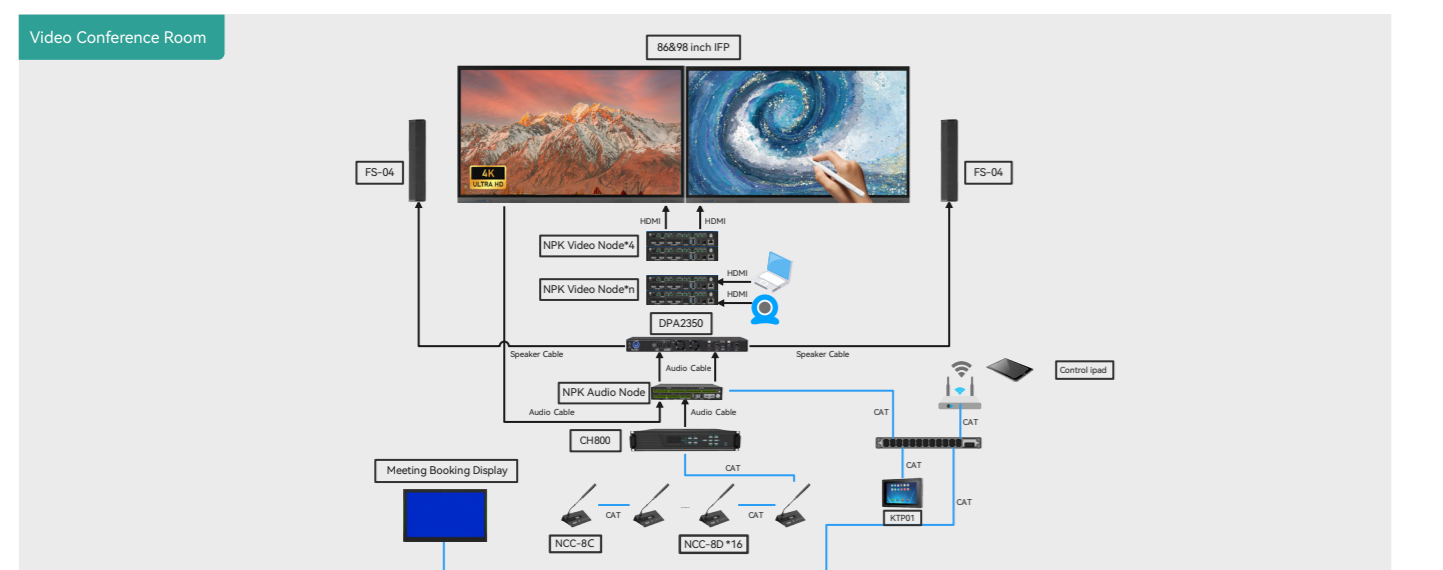 Video Conference Room
86&98 inch IFP
4K
ULTRA HD
FS-04
FS-04
HDMI
HDMI
NPK Video Node*4
HDMI
NPK Video Node*n
HDMI
DPA2350
Speaker Cable
Speaker Cable
Audio Cable
Control ipad
NPK Audio Node
Audio Cable
Audio Cable
CAT
CAT
CH800
Meeting Booking Display
CAT
CAT
CAT
CAT
CAT
KTP01
NCC-8C
NCC-8D *16